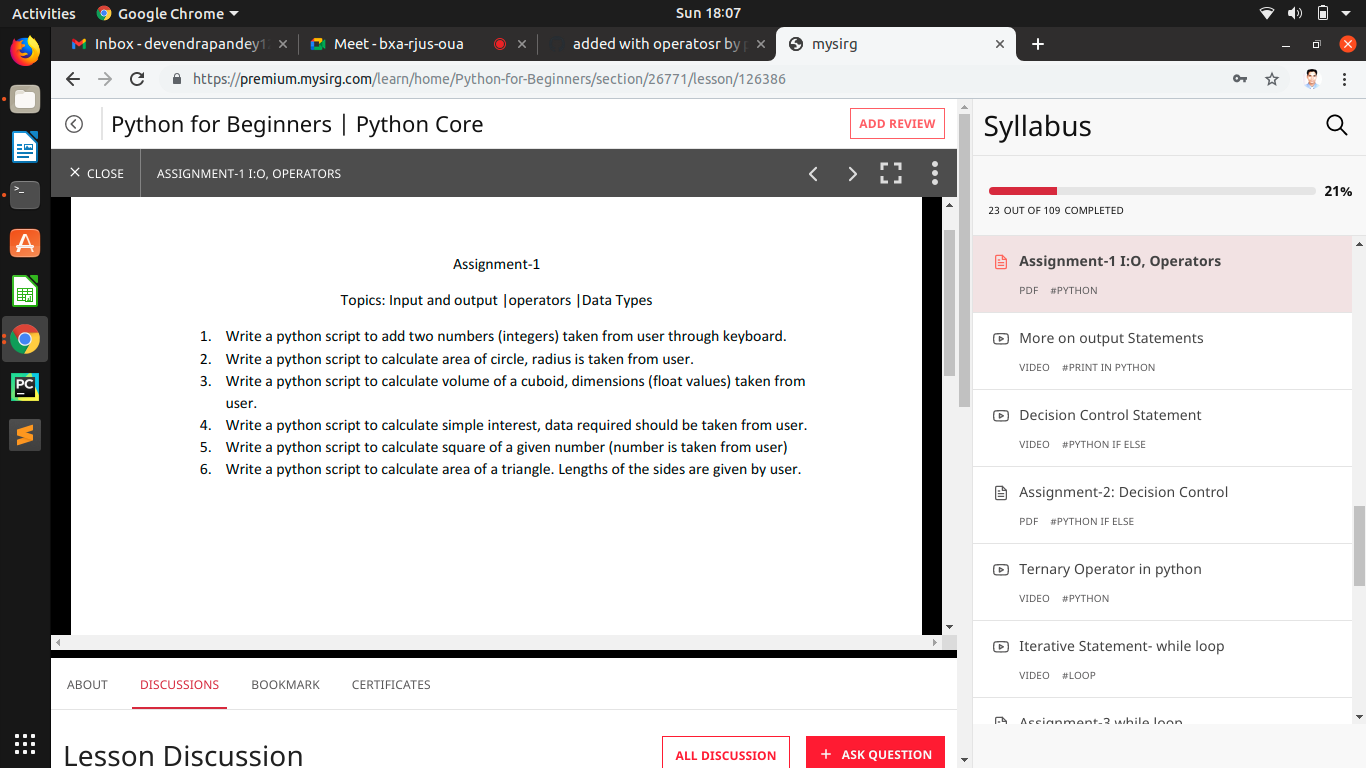 Activities Google Chrome Sun 18:07
Inbox - devendrapandey1 Meet - bxa-rjus-oua added with operatosr by mysirg
https://premium.mysirg.com/learn/home/Python-for-Beginners/section/26771/lesson/126386
Python for Beginners | Python Core
ADD REVIEW
CLOSE ASSIGNMENT-1 I:O, OPERATORS
Assignment-1
Topics: Input and output |operators |Data Types
1. Write a python script to add two numbers (integers) taken from user through keyboard.
2. Write a python script to calculate area of circle, radius is taken from user.
3. Write a python script to calculate volume of a cuboid, dimensions (float values) taken from
user.
4. Write a python script to calculate simple interest, data required should be taken from user.
5. Write a python script to calculate square of a given number (number is taken from user)
6. Write a python script to calculate area of a triangle. Lengths of the sides are given by user.
ABOUT DISCUSSIONS BOOKMARK CERTIFICATES
Lesson Discussion
ALL DISCUSSION + ASK QUESTION
Syllabus
21%
23 OUT OF 109 COMPLETED
Assignment-1 I:O, Operators
PDF #PYTHON
More on output Statements
VIDEO #PRINT IN PYTHON
Decision Control Statement
VIDEO #PYTHON IF ELSE
Assignment-2: Decision Control
PDF #PYTHON IF ELSE
Ternary Operator in python
VIDEO #PYTHON
Iterative Statement- while loop
VIDEO #LOOP
Assignment-3 while loop
PC